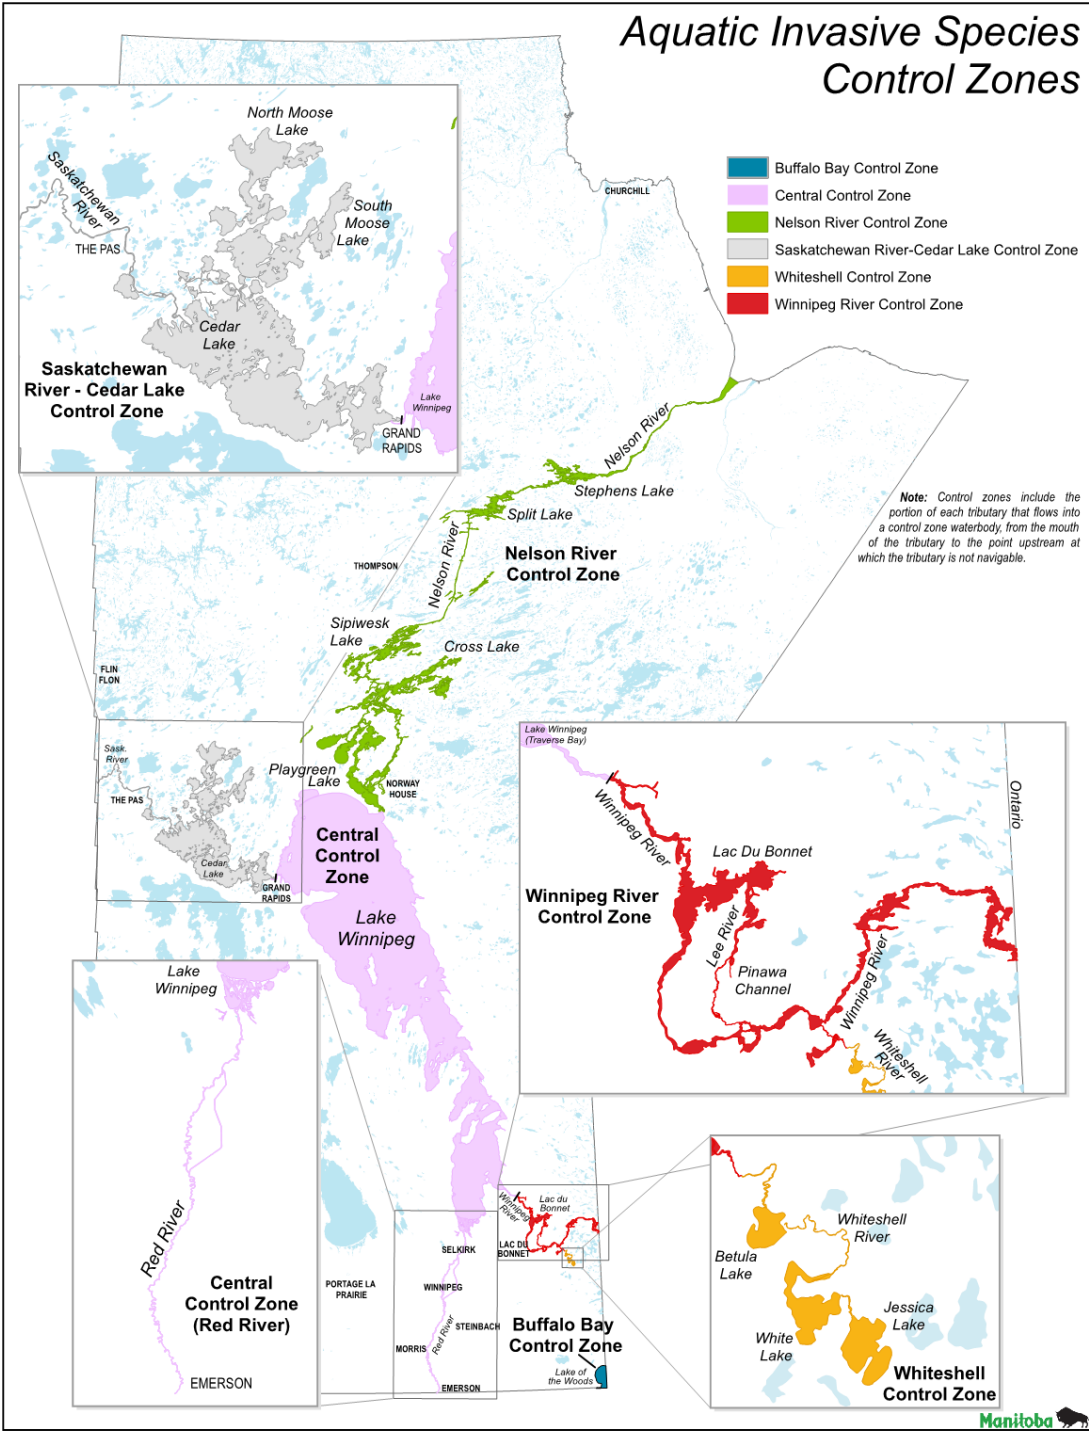 Aquatic Invasive Species
Control Zones
Buffalo Bay Control Zone
Central Control Zone
Nelson River Control Zone
Saskatchewan River-Cedar Lake Control Zone
Whiteshell Control Zone
Winnipeg River Control Zone
North Moose
Lake
Saskatchewan
River
South
Moose
Lake
THE PAS
Cedar
Lake
Saskatchewan
River - Cedar Lake
Control Zone
Lake
Winnipeg
GRAND
RAPIDS
CHURCHILL
Nelson River
Stephens Lake
Split Lake
Nelson River
Nelson River
Control Zone
THOMPSON
Note: Control zones include the
portion of each tributary that flows into
a control zone waterbody, from the mouth
of the tributary to the point upstream at
which the tributary is not navigable.
Sipiwesk
Lake
Cross Lake
FLIN
FLON
Sask.
River
THE PAS
Cedar
Lake
GRAND
RAPIDS
Playgreen
Lake
NORWAY
HOUSE
Central
Control
Zone
Lake
Winnipeg
Lake Winnipeg
(Traverse Bay)
Ontario
Winnipeg River
Lac Du Bonnet
Winnipeg River
Control Zone
Lee River
Pinawa
Channel
Winnipeg River
Whiteshell
River
Lake
Winnipeg
Red River
Central
Control Zone
(Red River)
EMERSON
Winnipeg
River
Lac du
Bonnet
LAC DU
BONNET
SELKIRK
PORTAGE LA
PRAIRIE
WINNIPEG
STEINBACH
MORRIS
Red River
EMERSON
Buffalo Bay
Control Zone
Lake of
the Woods
Whiteshell
River
Betula
Lake
Jessica
Lake
White
Lake
Whiteshell
Control Zone
Manitoba